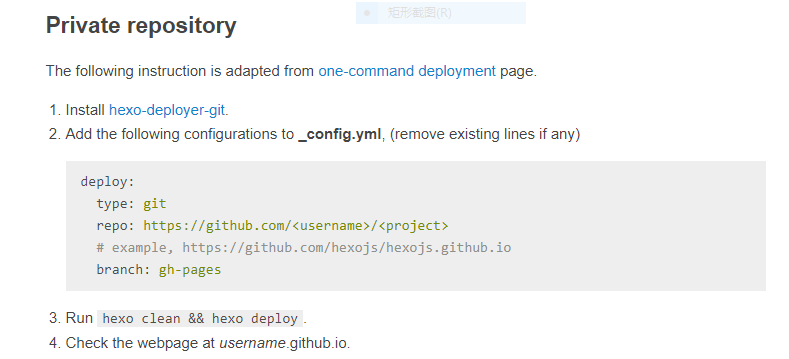 矩形截图(R)
Private repository
The following instruction is adapted from one-command deployment page.
1. Install hexo-deployer-git.
2. Add the following configurations to _config.yml, (remove existing lines if any)
deploy:
  type: git
  repo: https://github.com/<username>/<project>
  # example, https://github.com/hexojs/hexojs.github.io
  branch: gh-pages
3. Run hexo clean && hexo deploy.
4. Check the webpage at username.github.io.